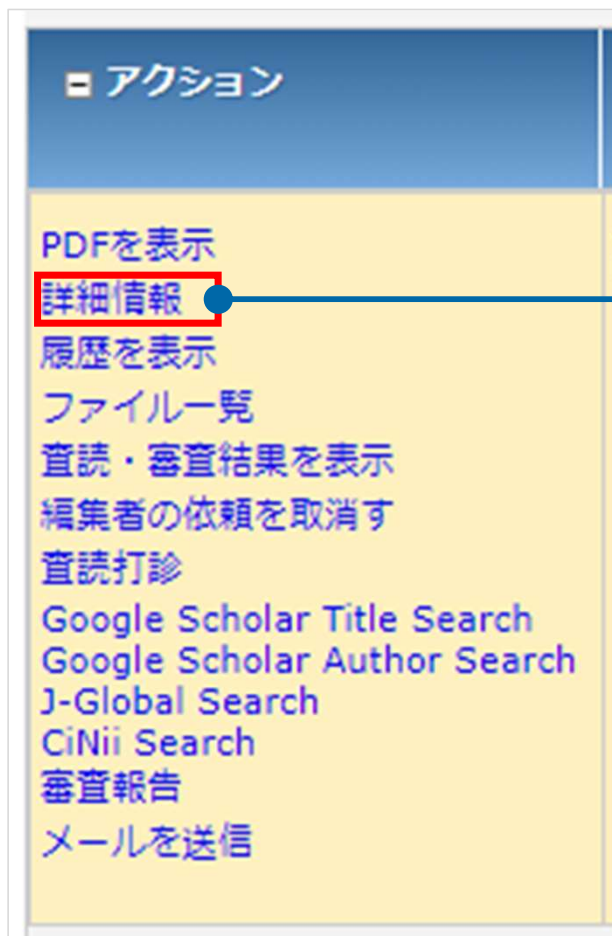 アクション
PDFを表示
詳細情報
履歴を表示
ファイル一覧
査読・審査結果を表示
編集者の依頼を取消す
査読打診
Google Scholar Title Search
Google Scholar Author Search
J-Global Search
CiNii Search
審査報告
メールを送信